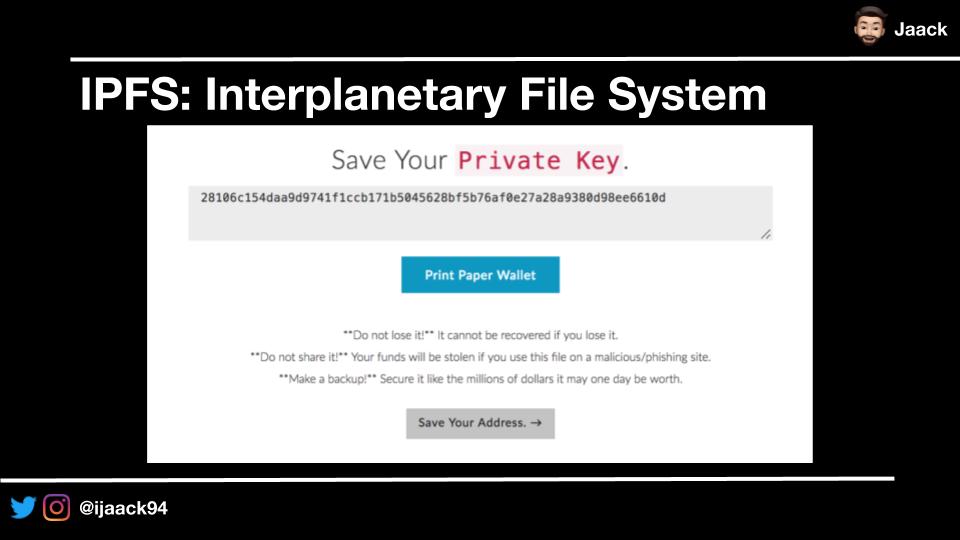 Jaack
IPFS: Interplanetary File System
Save Your Private Key.
28106c154daa9d9741f1ccb171b5045628bf5b76af0e27a28a9380d98ee6610d
Print Paper Wallet
**Do not lose it!** It cannot be recovered if you lose it.
**Do not share it!** Your funds will be stolen if you use this file on a malicious/phishing site.
**Make a backup!** Secure it like the millions of dollars it may one day be worth.
Save Your Address. →
@ijaack94